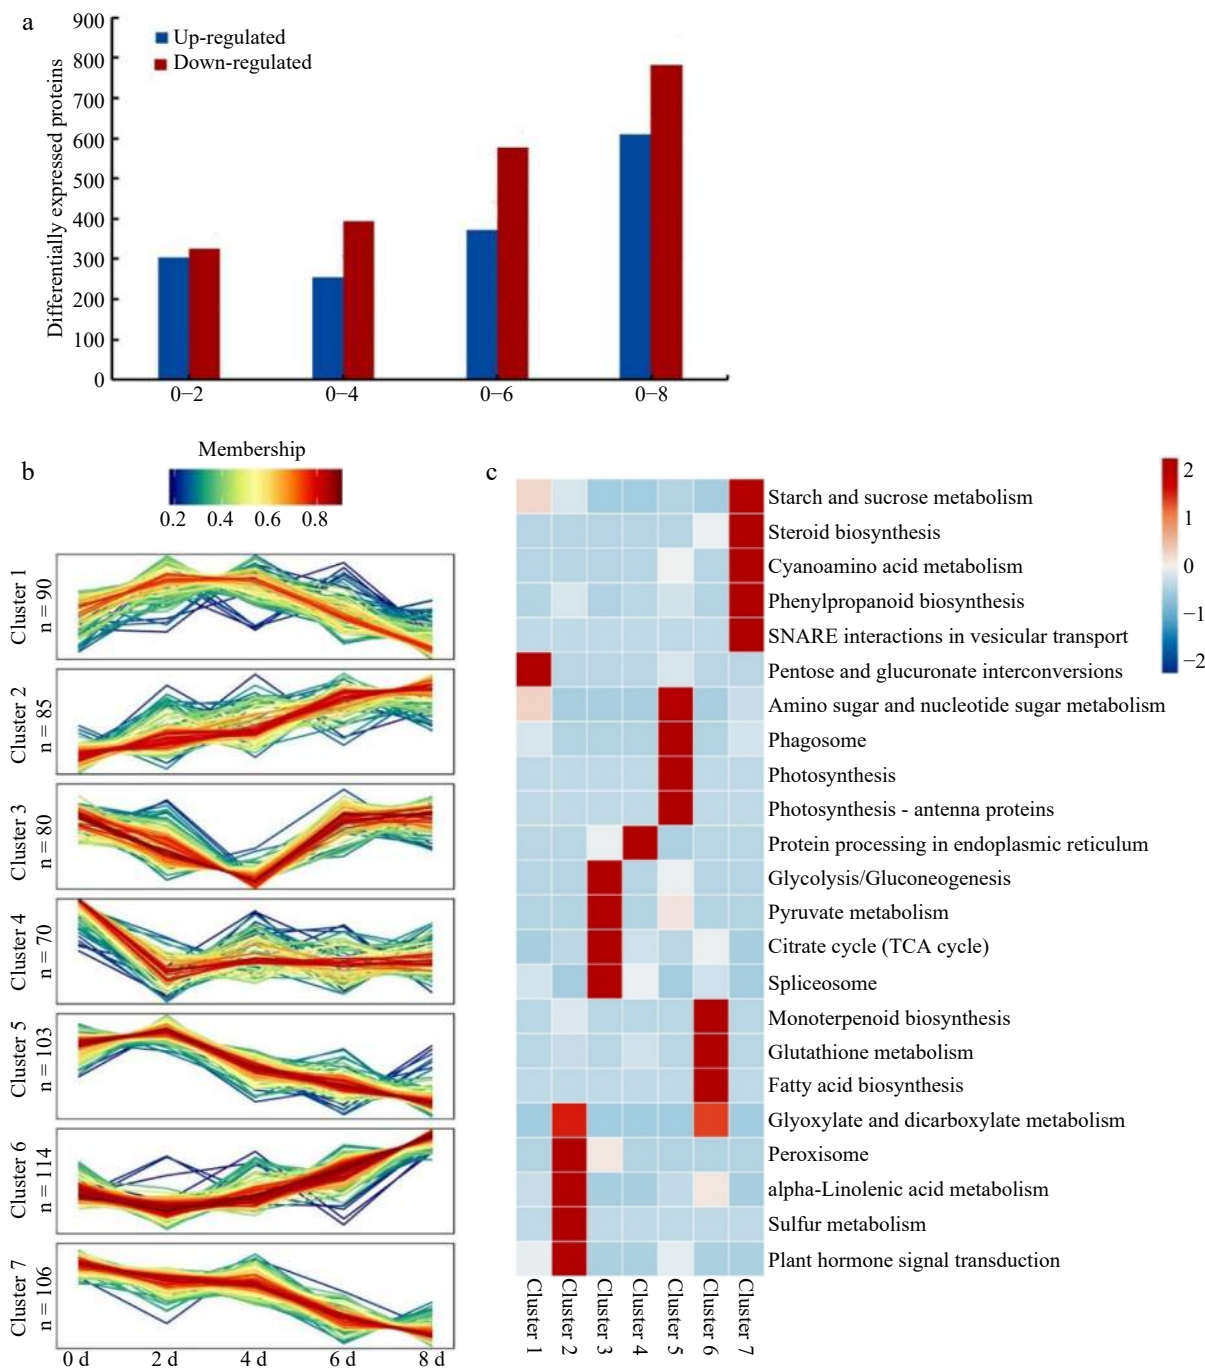 a
900
800
700
600
500
400
300
200
100
0
Differentially expressed proteins
Up-regulated
Down-regulated
0−2
0−4
0−6
0−8
b
Membership
0.2 0.4 0.6 0.8
Cluster 1
n = 90
Cluster 2
n = 85
Cluster 3
n = 80
Cluster 4
n = 70
Cluster 5
n = 103
Cluster 6
n = 114
Cluster 7
n = 106
0 d 2 d 4 d 6 d 8 d
c
Starch and sucrose metabolism
Steroid biosynthesis
Cyanoamino acid metabolism
Phenylpropanoid biosynthesis
SNARE interactions in vesicular transport
Pentose and glucuronate interconversions
Amino sugar and nucleotide sugar metabolism
Phagosome
Photosynthesis
Photosynthesis - antenna proteins
Protein processing in endoplasmic reticulum
Glycolysis/Gluconeogenesis
Pyruvate metabolism
Citrate cycle (TCA cycle)
Spliceosome
Monoterpenoid biosynthesis
Glutathione metabolism
Fatty acid biosynthesis
Glyoxylate and dicarboxylate metabolism
Peroxisome
alpha-Linolenic acid metabolism
Sulfur metabolism
Plant hormone signal transduction
Cluster 1
Cluster 2
Cluster 3
Cluster 4
Cluster 5
Cluster 6
Cluster 7
2
1
0
−1
−2